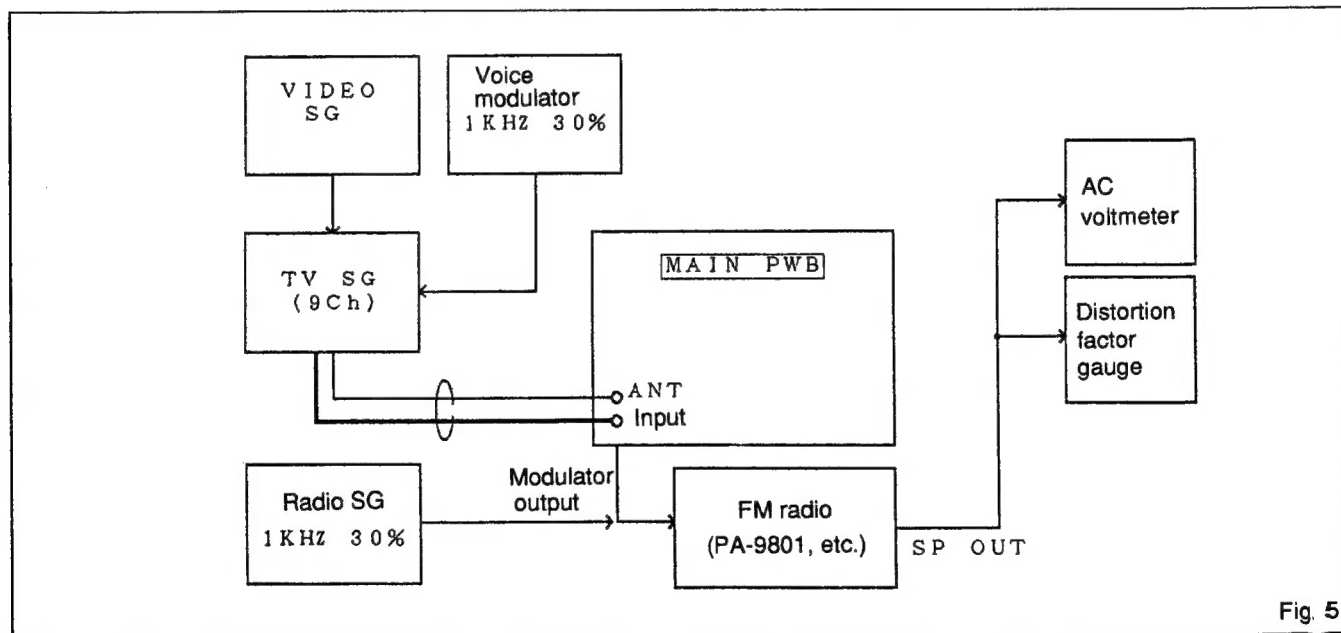 VIDEO
SG
Voice
modulator
1KHZ 30%
TV SG
(9Ch)
MAIN PWB
ANT
Input
AC
voltmeter
Distortion
factor
gauge
Radio SG
1KHZ 30%
Modulator
output
FM radio
(PA-9801, etc.)
SP OUT
Fig. 5